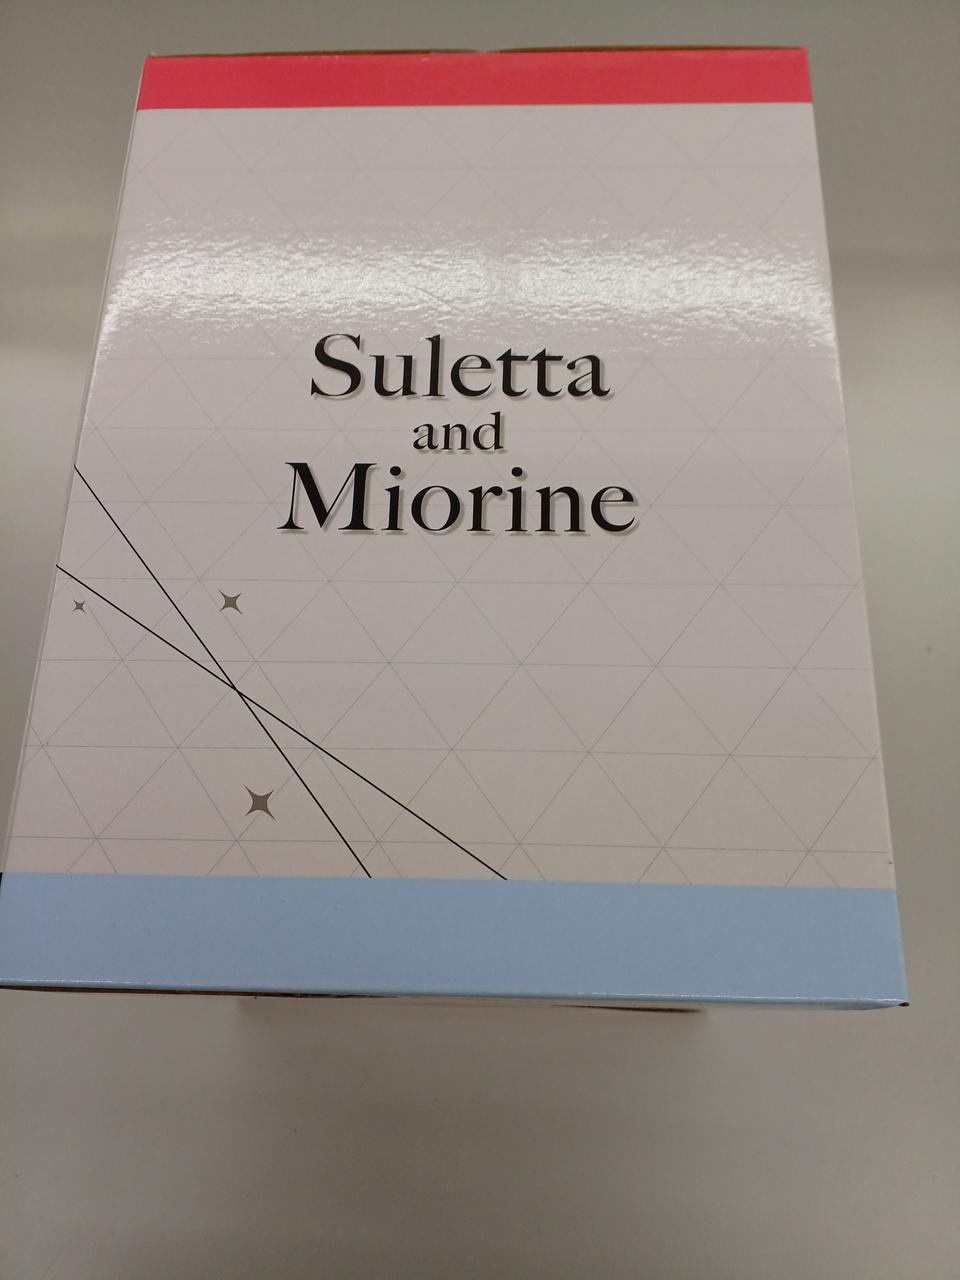 Suletta
and
Miorine